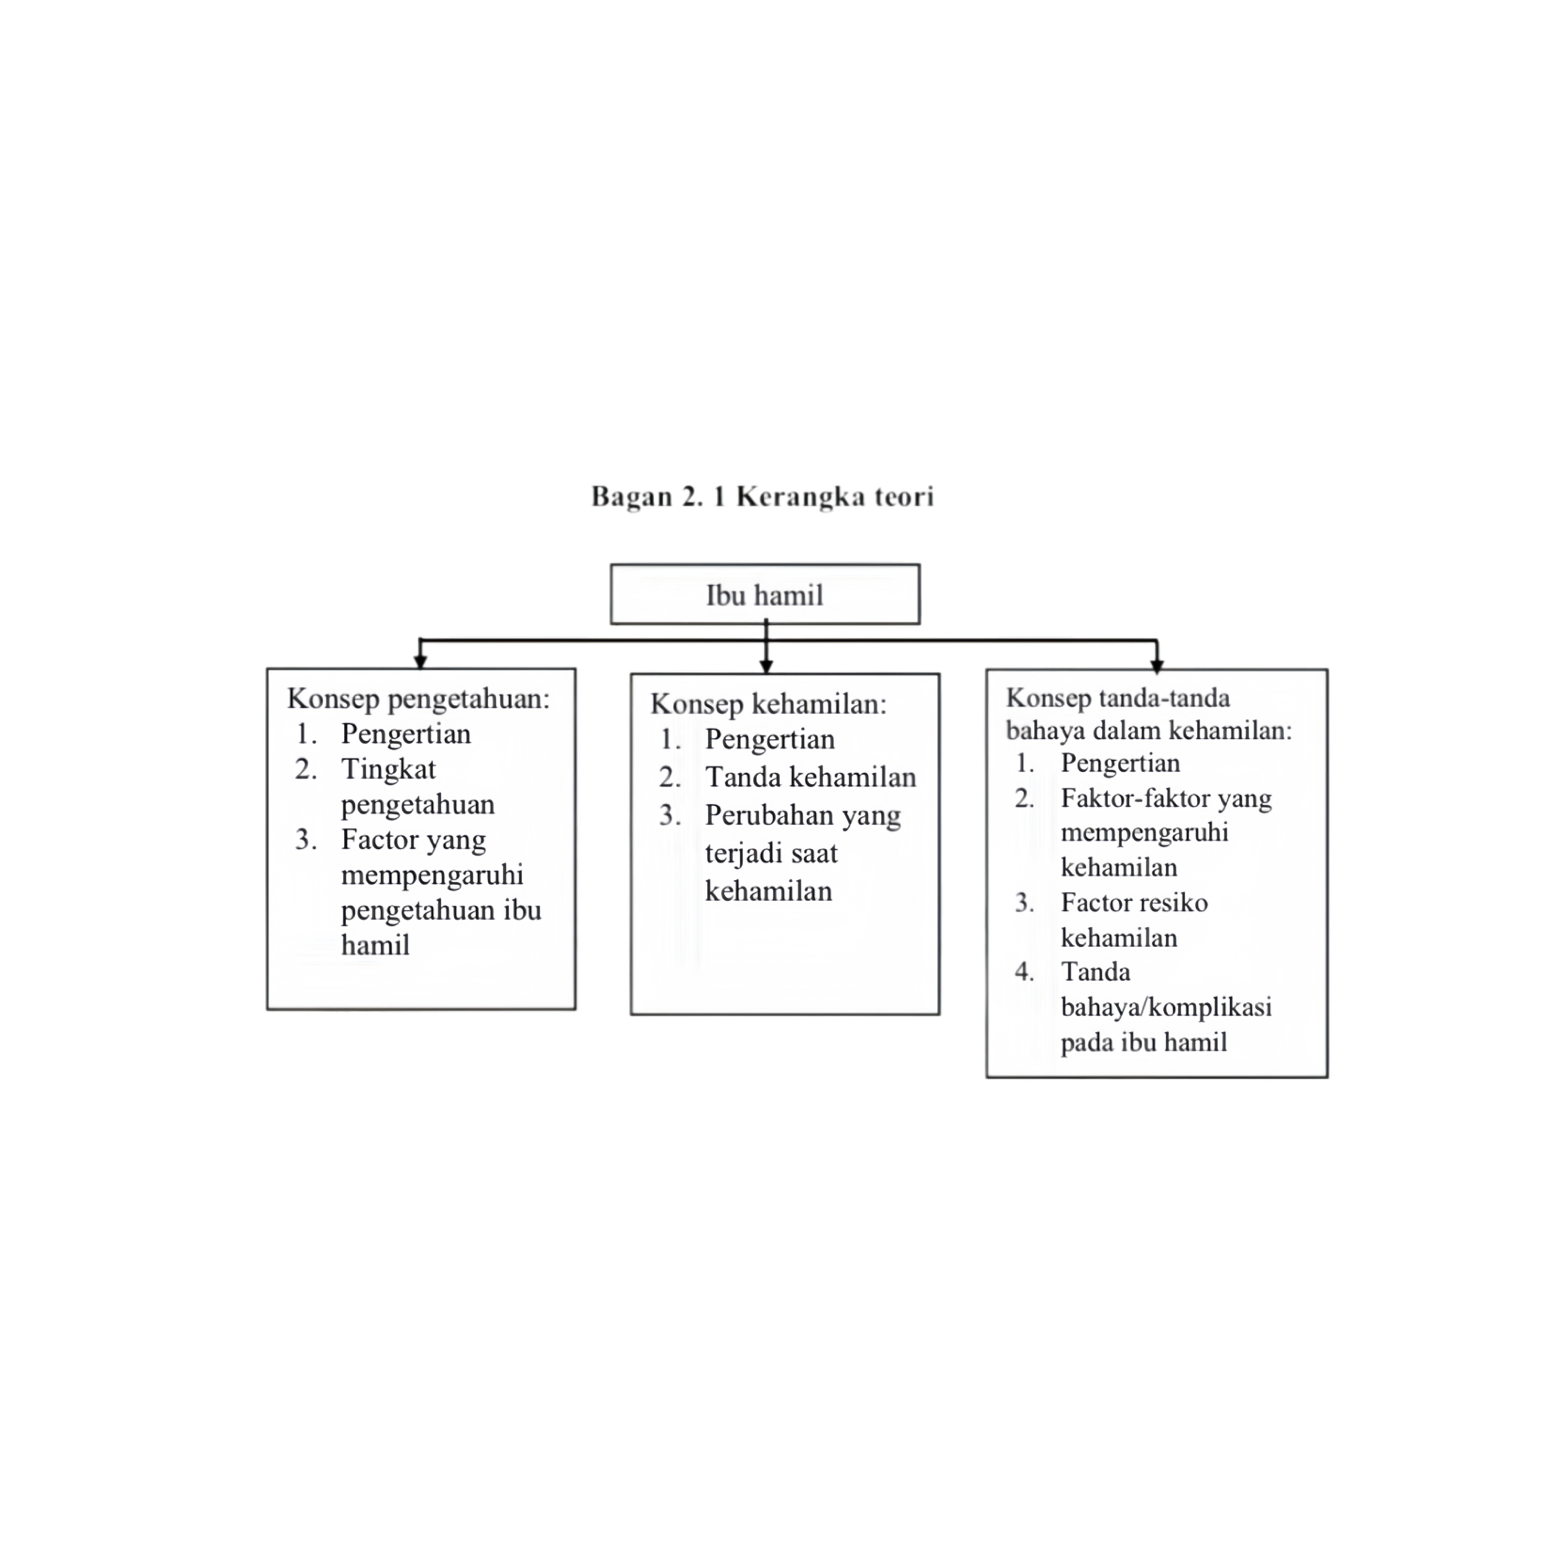 Bagan 2. 1 Kerangka teori
Ibu hamil
Konsep pengetahuan:
1. Pengertian
2. Tingkat
pengetahuan
3. Factor yang
mempengaruhi
pengetahuan ibu
hamil
Konsep kehamilan:
1. Pengertian
2. Tanda kehamilan
3. Perubahan yang
terjadi saat
kehamilan
Konsep tanda-tanda
bahaya dalam kehamilan:
1. Pengertian
2. Faktor-faktor yang
mempengaruhi
kehamilan
3. Factor resiko
kehamilan
4. Tanda
bahaya/komplikasi
pada ibu hamil